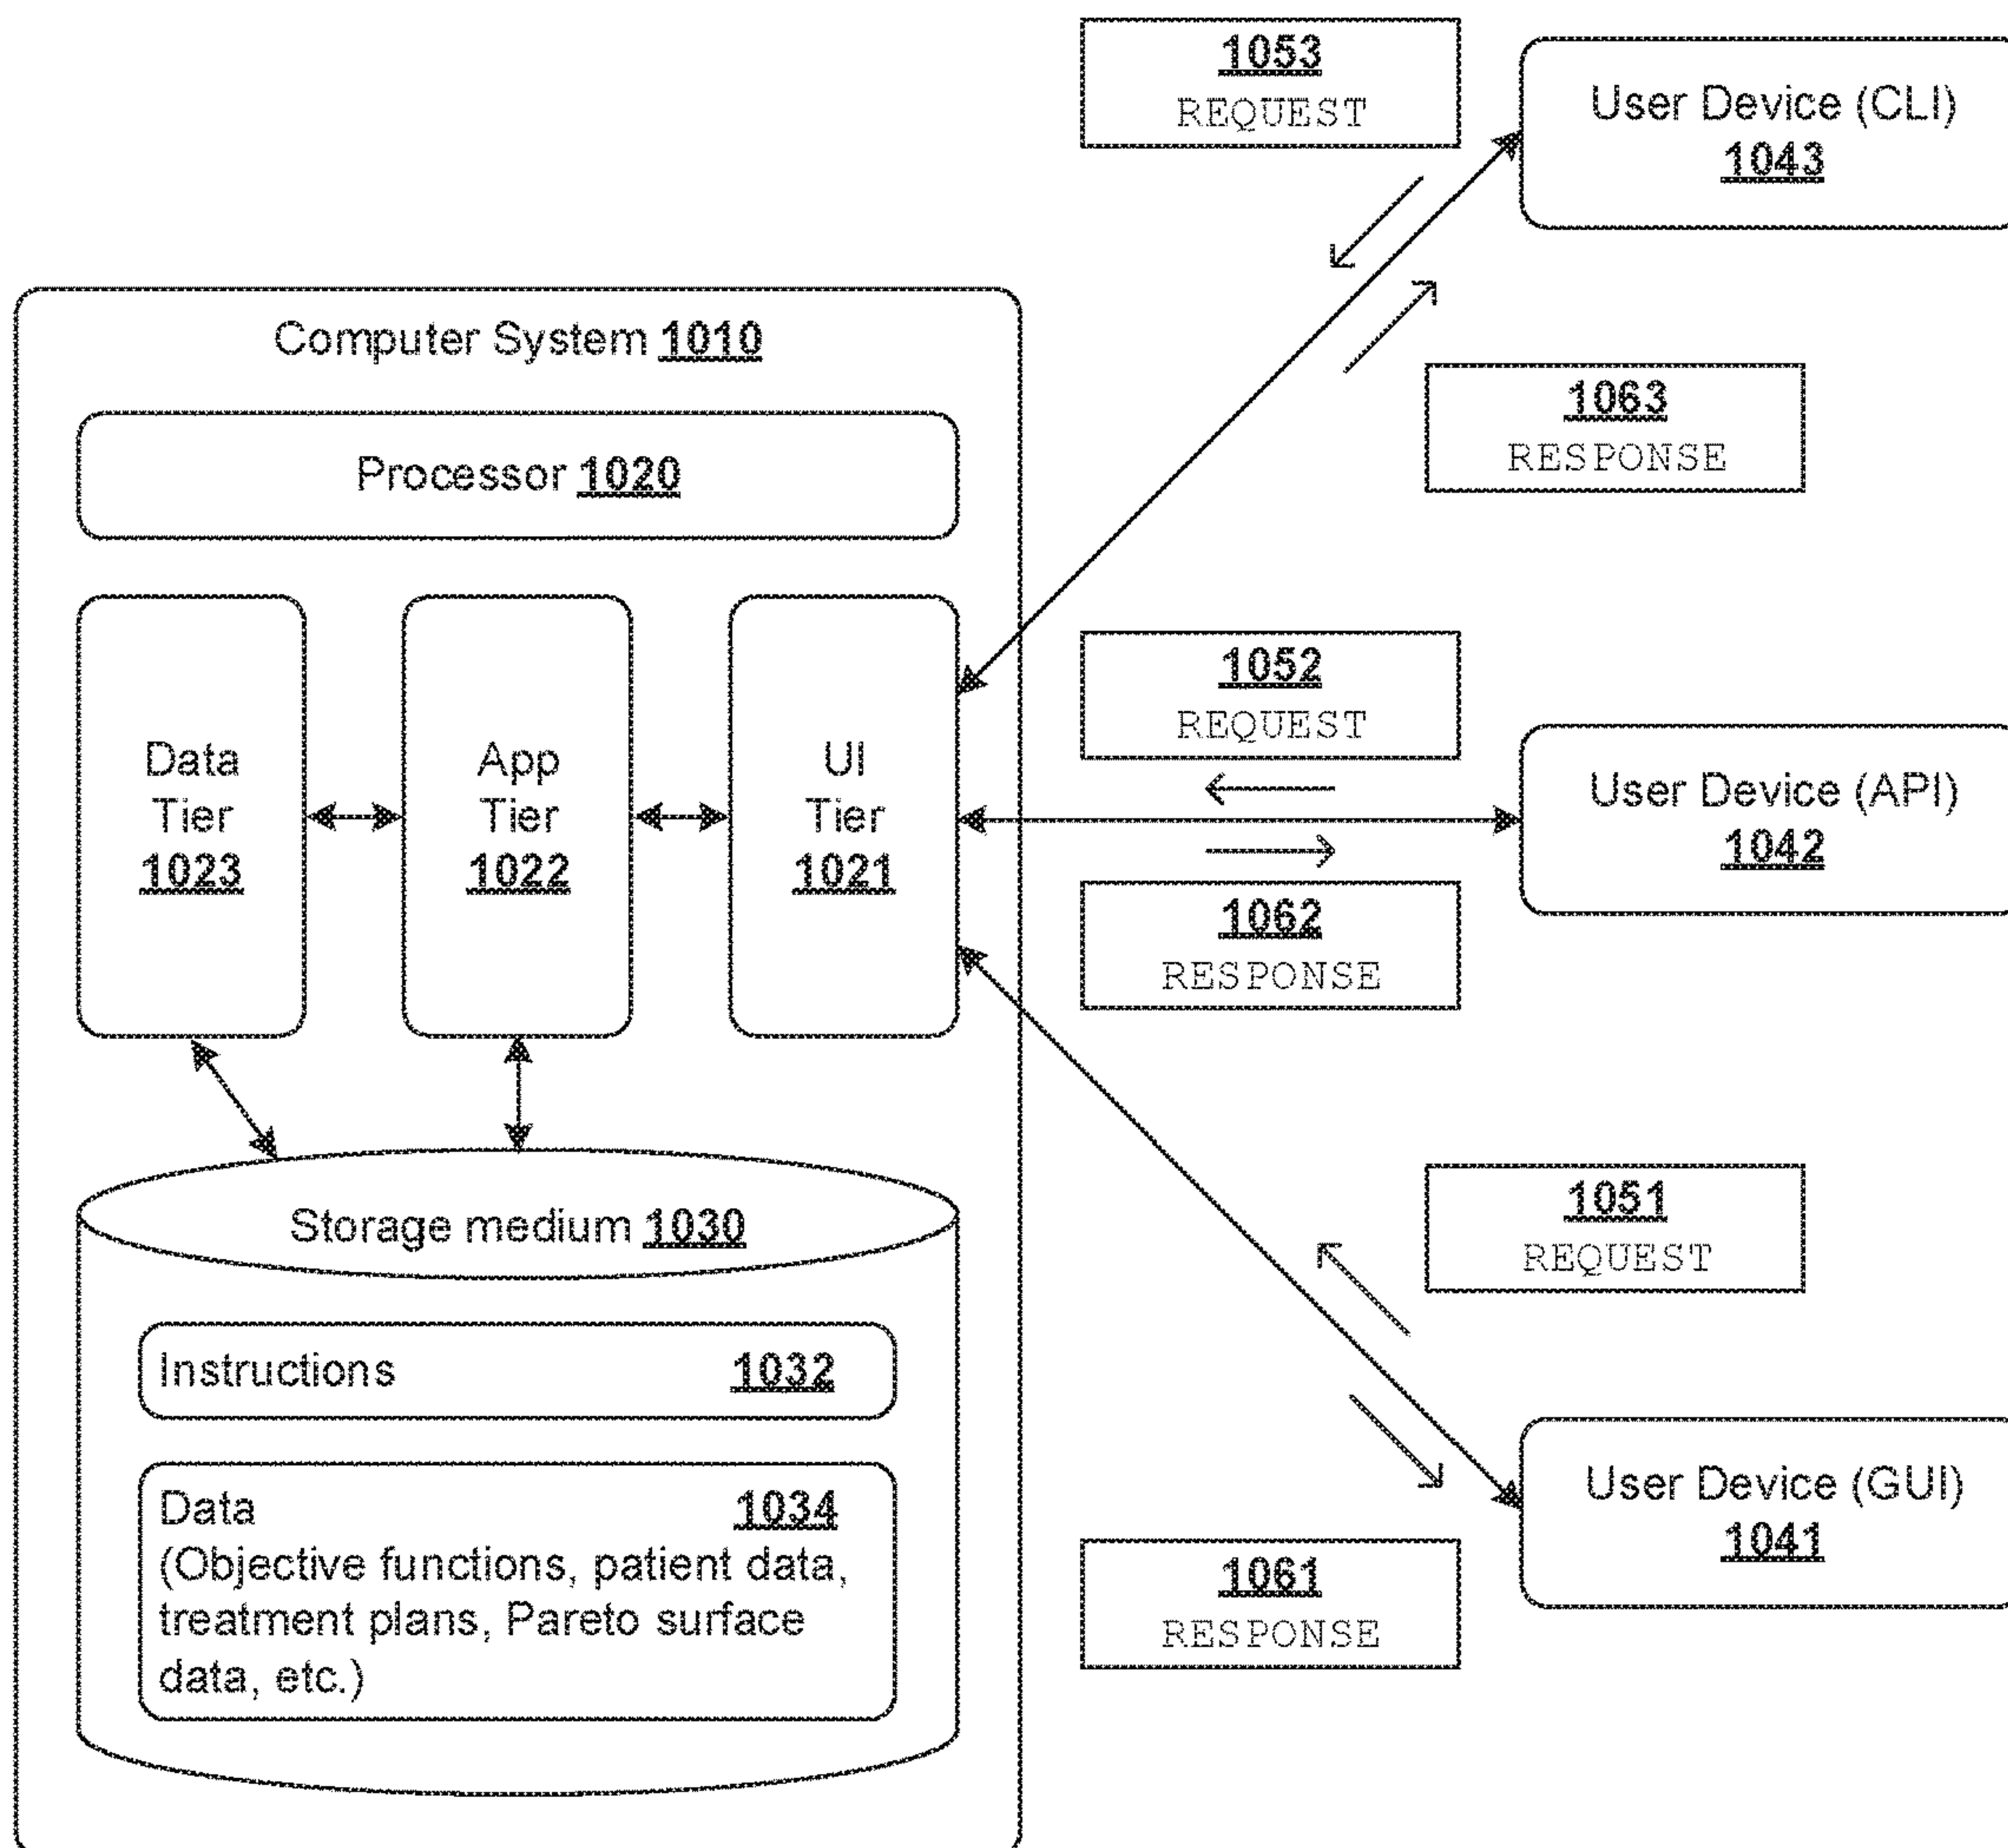 1053
REQUEST
User Device (CLI)
1043
Computer System 1010
1063
RESPONSE
Processor 1020
1052
REQUEST
Data
Tier
1023
App
Tier
1022
UI
Tier
1021
User Device (API)
1042
1062
RESPONSE
Storage medium 1030
1051
REQUEST
Instructions 1032
Data 1034
(Objective functions, patient data,
treatment plans, Pareto surface
data, etc.)
User Device (GUI)
1041
1061
RESPONSE